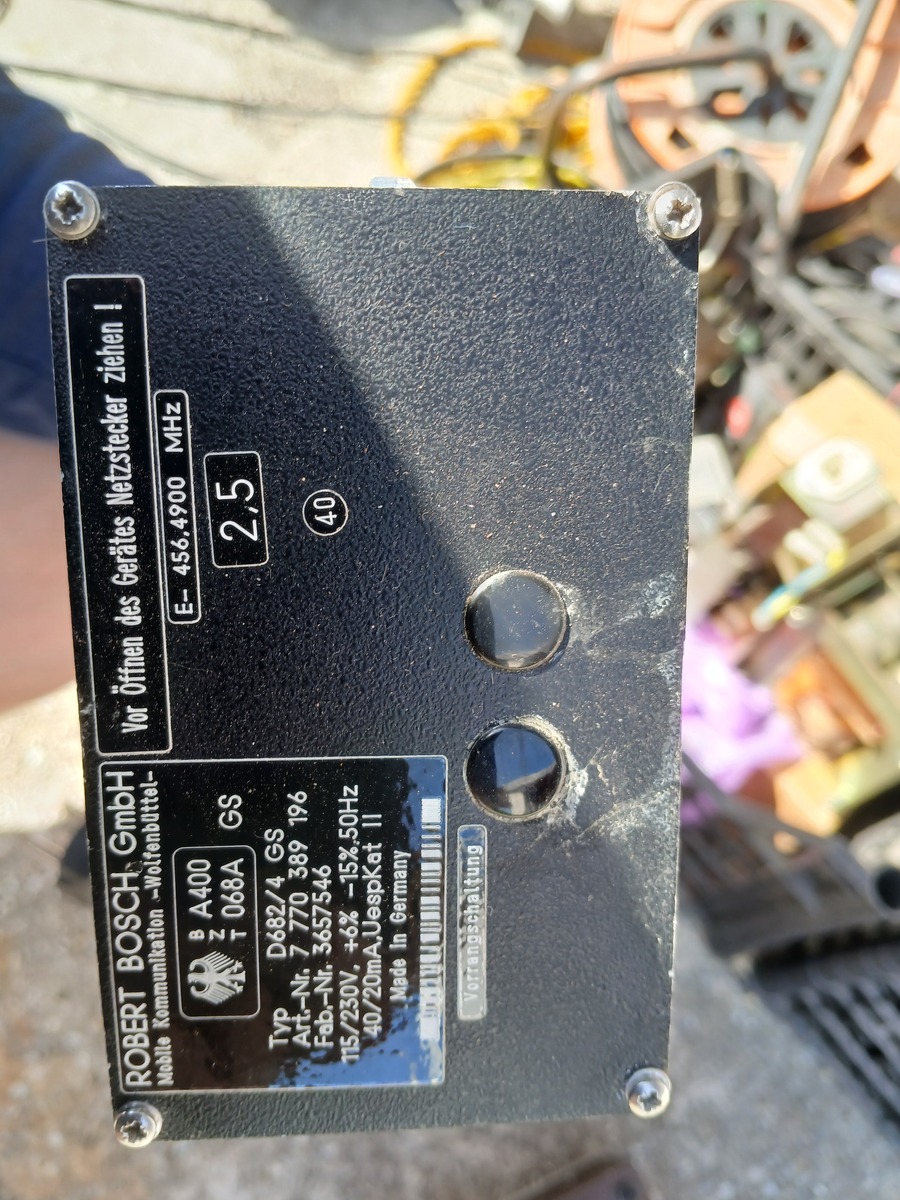 Vor Öffnen des Gerätes Netzstecker ziehen !
E- 456,4900 MHz
2,5
40
ROBERT BOSCH GmbH
Mobile Kommunikation -Wolfenbüttel-
B A400
Z
T 068A
GS
Typ D682/4 GS
Art.-Nr. 7 770 389 196
Fab.-Nr. 3657546
115/230V, +6% -15%.50Hz
40/20mA,UespKat II
Made In Germany
Vorrangschaltung